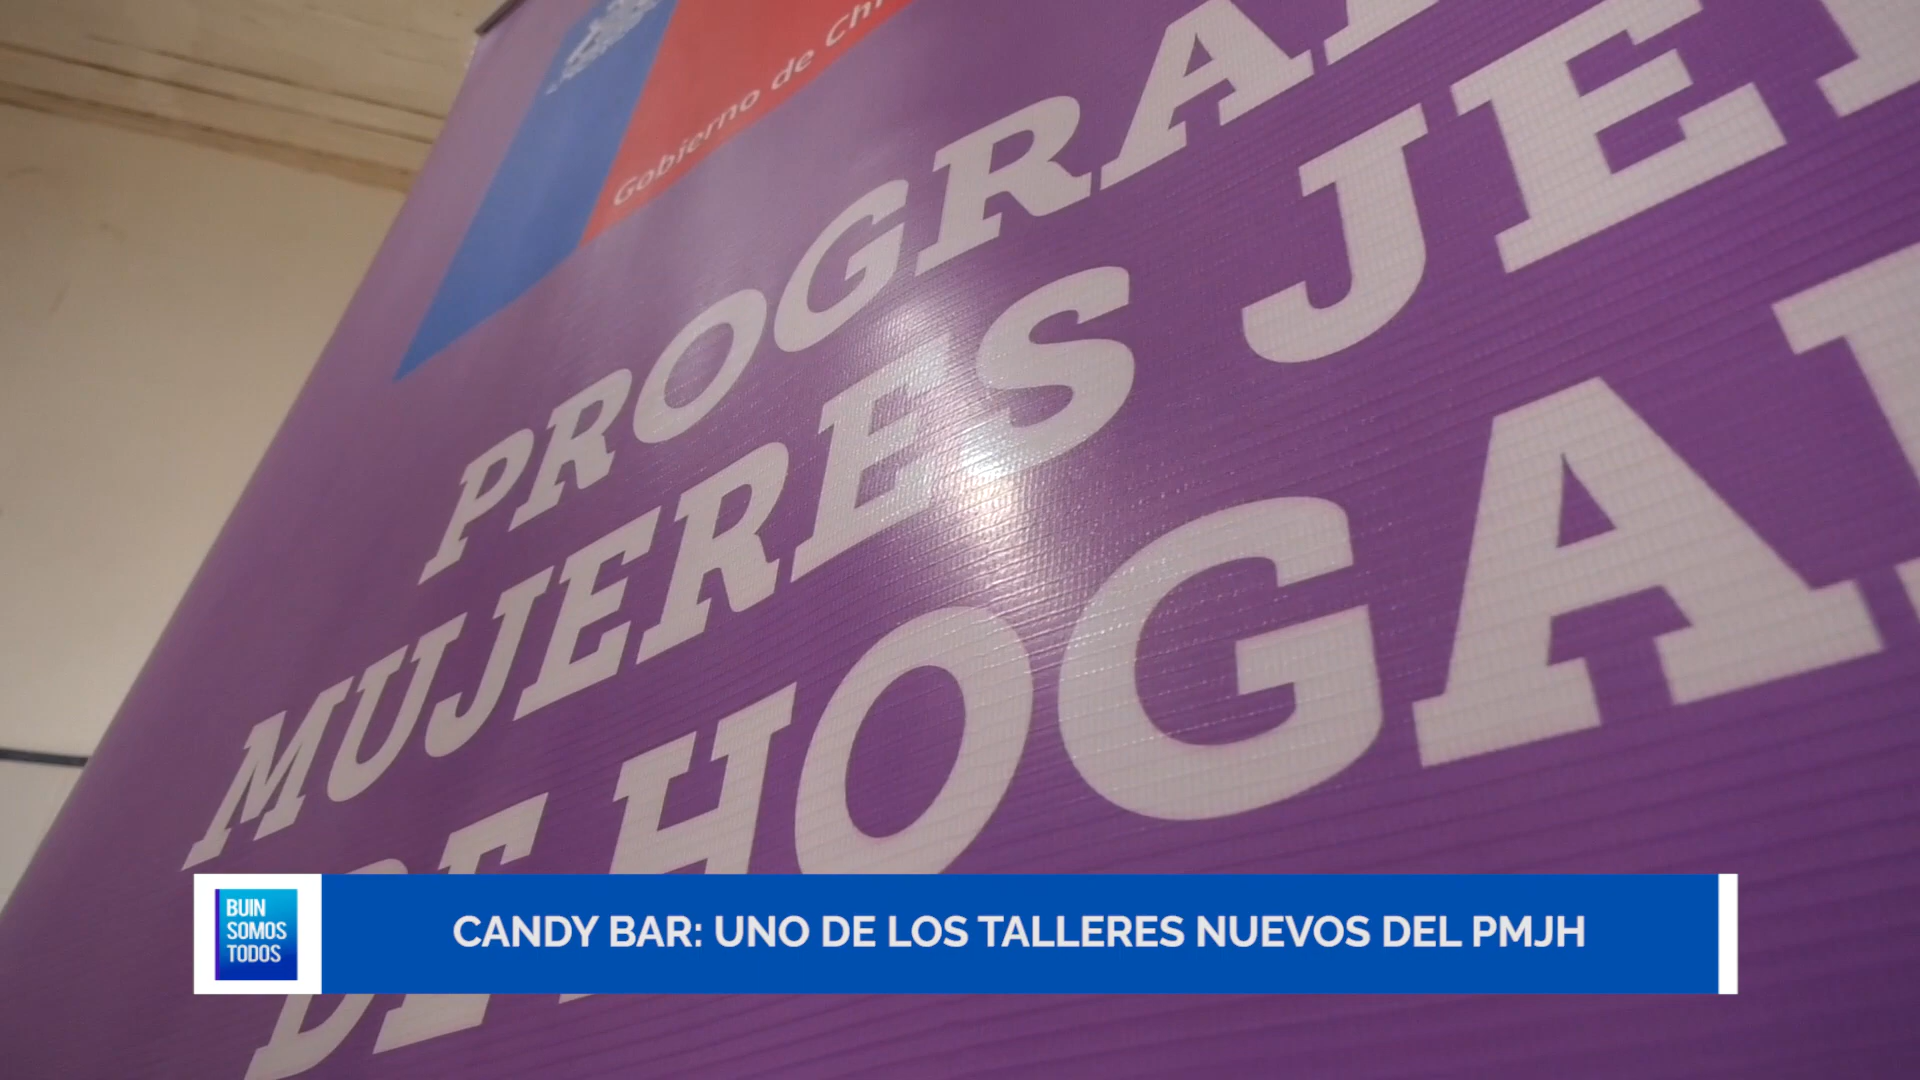 Gobierno de Chi
PROGRA
MUJERES JE
DE HOGA
BUIN
SOMOS
TODOS
CANDY BAR: UNO DE LOS TALLERES NUEVOS DEL PMJH